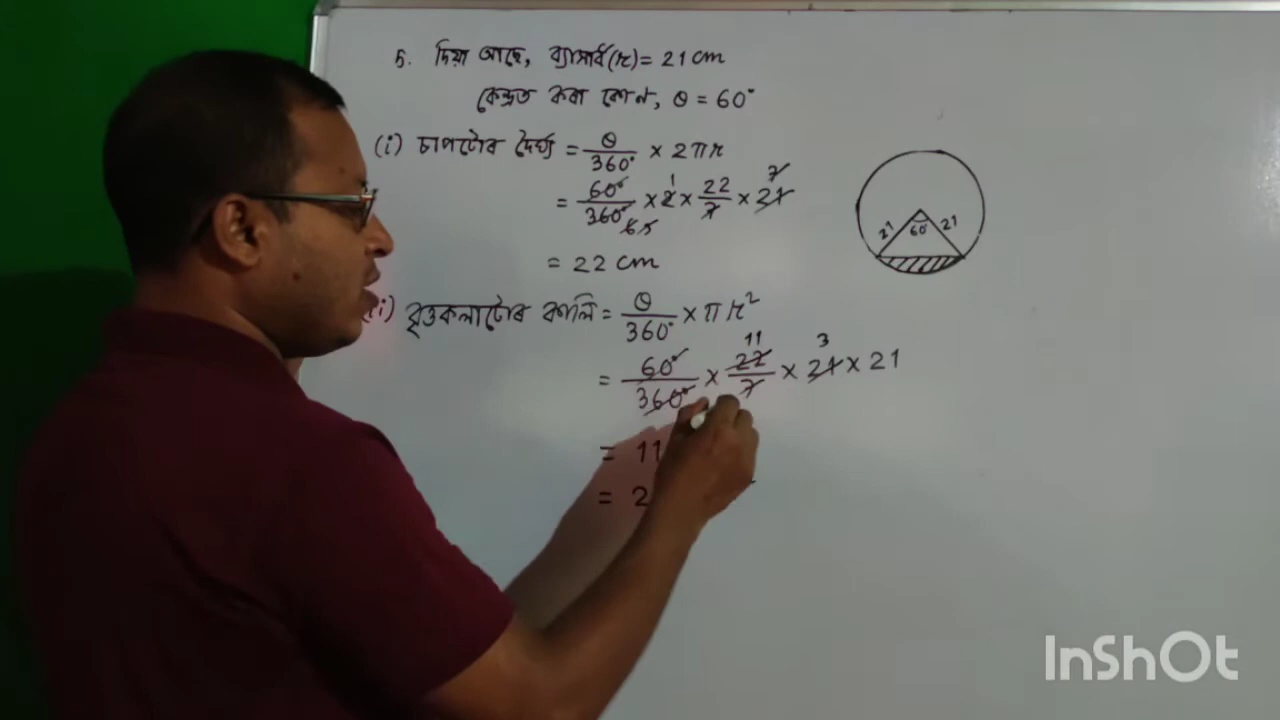 5. দিয়া আছে, ব্যাসাৰ্ধ (r) = 21 cm
কেন্দ্ৰত কৰা কোণ, θ = 60°
(i) চাপটোৰ দৈৰ্ঘ্য = θ/360° × 2πr
= 60°/360° × 2 × 22/7 × 21
= 22 cm
i) বৃত্তকলাটোৰ কালি = θ/360° × πr²
= 60°/360° × 22/7 × 21 × 21
= 11
= 2
21 60° 21
InShOt